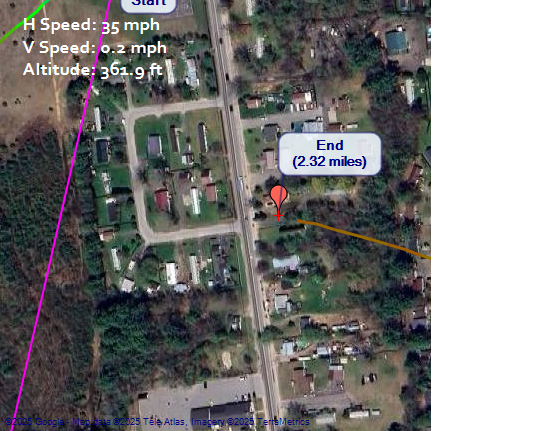 Start
H Speed: 35 mph
V Speed: 0.2 mph
Altitude: 361.9 ft
End
(2.32 miles)
©2025 Google - Map data ©2025 Tele Atlas, Imagery ©2025 TerraMetrics